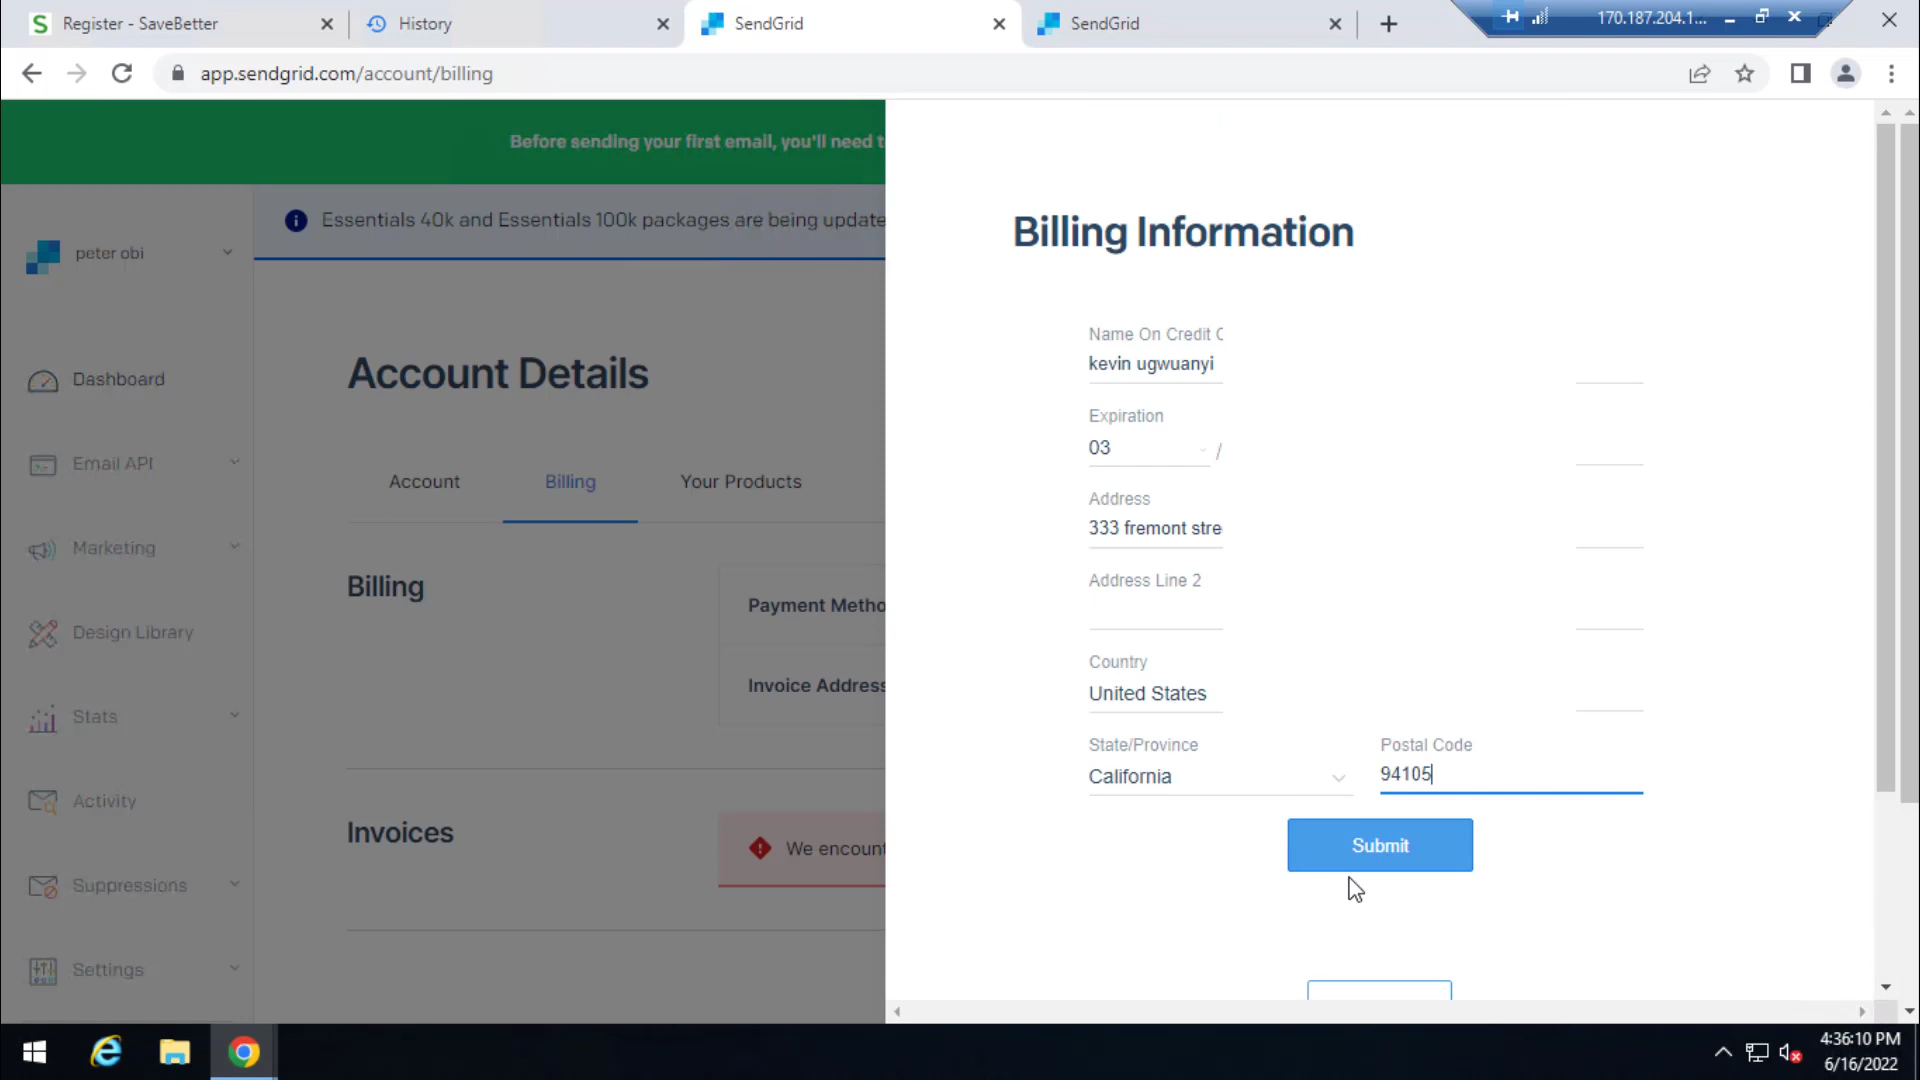 Register - SaveBetter
History
SendGrid
SendGrid
170.187.204.1...
app.sendgrid.com/account/billing
Before sending your first email, you'll need t
Essentials 40k and Essentials 100k packages are being update
peter obi
Dashboard
Email API
Marketing
Design Library
Stats
Activity
Suppressions
Settings
Account Details
Account
Billing
Your Products
Billing
Payment Metho
Invoice Address
Invoices
We encount
Billing Information
Name On Credit C
kevin ugwuanyi
Expiration
03
/
Address
333 fremont stre
Address Line 2
Country
United States
State/Province
California
Postal Code
94105
Submit
4:36:10 PM
6/16/2022